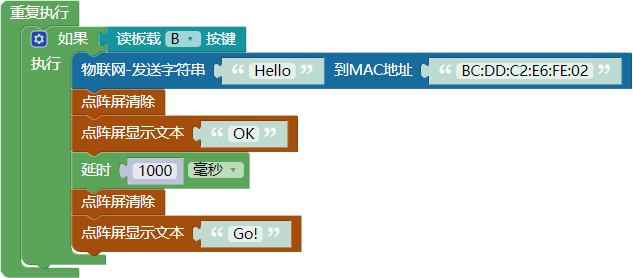 重复执行
如果 读板载 B 按键
执行 物联网-发送字符串 “ Hello ” 到MAC地址 “ BC:DD:C2:E6:FE:02 ”
点阵屏清除
点阵屏显示文本 “ OK ”
延时 1000 毫秒
点阵屏清除
点阵屏显示文本 “ Go! ”